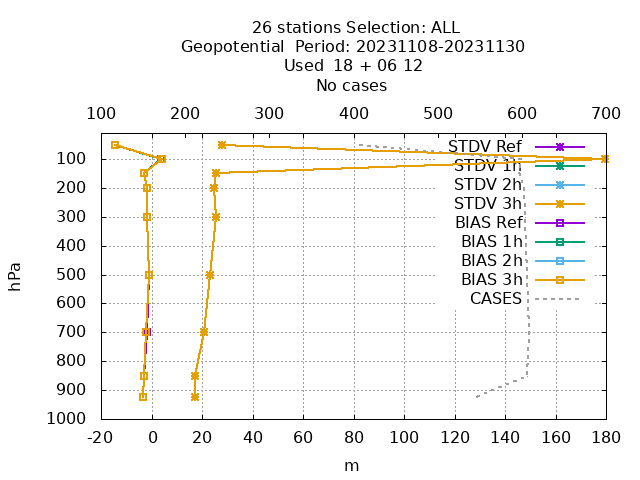 26 stations Selection: ALL
Geopotential  Period: 20231108-20231130
Used  18 + 06 12
No cases
100 200 300 400 500 600 700
STDV Ref
STDV 1h
STDV 2h
STDV 3h
BIAS Ref
BIAS 1h
BIAS 2h
BIAS 3h
CASES
100
200
300
400
500
600
700
800
900
1000
hPa
-20 0 20 40 60 80 100 120 140 160 180
m